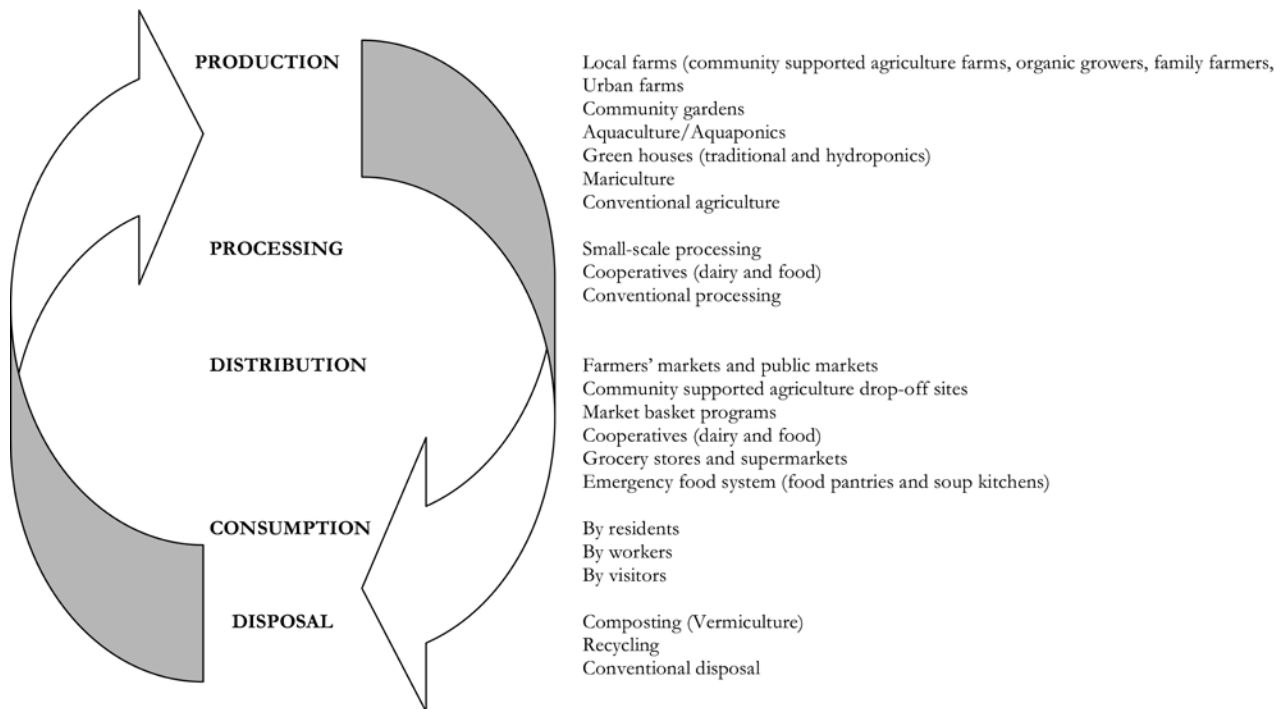 PRODUCTION
Local farms (community supported agriculture farms, organic growers, family farmers,
Urban farms
Community gardens
Aquaculture/Aquaponics
Green houses (traditional and hydroponics)
Mariculture
Conventional agriculture
PROCESSING
Small-scale processing
Cooperatives (dairy and food)
Conventional processing
DISTRIBUTION
Farmers’ markets and public markets
Community supported agriculture drop-off sites
Market basket programs
Cooperatives (dairy and food)
Grocery stores and supermarkets
Emergency food system (food pantries and soup kitchens)
CONSUMPTION
By residents
By workers
By visitors
DISPOSAL
Composting (Vermiculture)
Recycling
Conventional disposal